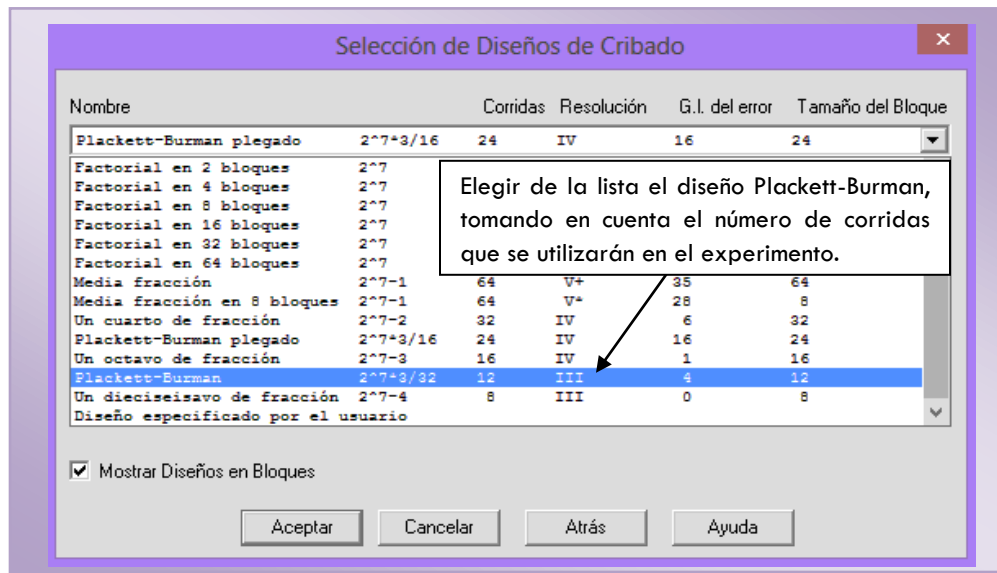 Selección de Diseños de Cribado
Nombre Corridas Resolución G.l. del error Tamaño del Bloque
Plackett-Burman plegado 2^7*3/16 24 IV 16 24
Factorial en 2 bloques 2^7
Factorial en 4 bloques 2^7
Factorial en 8 bloques 2^7
Factorial en 16 bloques 2^7
Factorial en 32 bloques 2^7
Factorial en 64 bloques 2^7
Elegir de la lista el diseño Plackett-Burman,
tomando en cuenta el número de corridas
que se utilizarán en el experimento.
Media fracción 2^7-1 64 V+ 35 64
Media fracción en 8 bloques 2^7-1 64 V* 28 8
Un cuarto de fracción 2^7-2 32 IV 6 32
Plackett-Burman plegado 2^7*3/16 24 IV 16 24
Un octavo de fracción 2^7-3 16 IV 1 16
Plackett-Burman 2^7*3/32 12 III 4 12
Un dieciseisavo de fracción 2^7-4 8 III 0 8
Diseño especificado por el usuario
Mostrar Diseños en Bloques
Aceptar Cancelar Atrás Ayuda